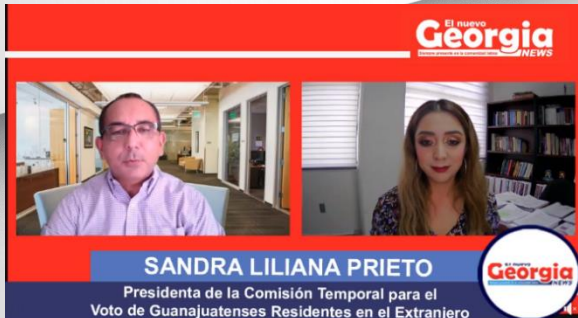 El nuevo
Georgia
NEWS
SANDRA LILIANA PRIETO
Presidenta de la Comisión Temporal para el
Voto de Guanajuatenses Residentes en el Extranjero
El nuevo
Georgia
NEWS